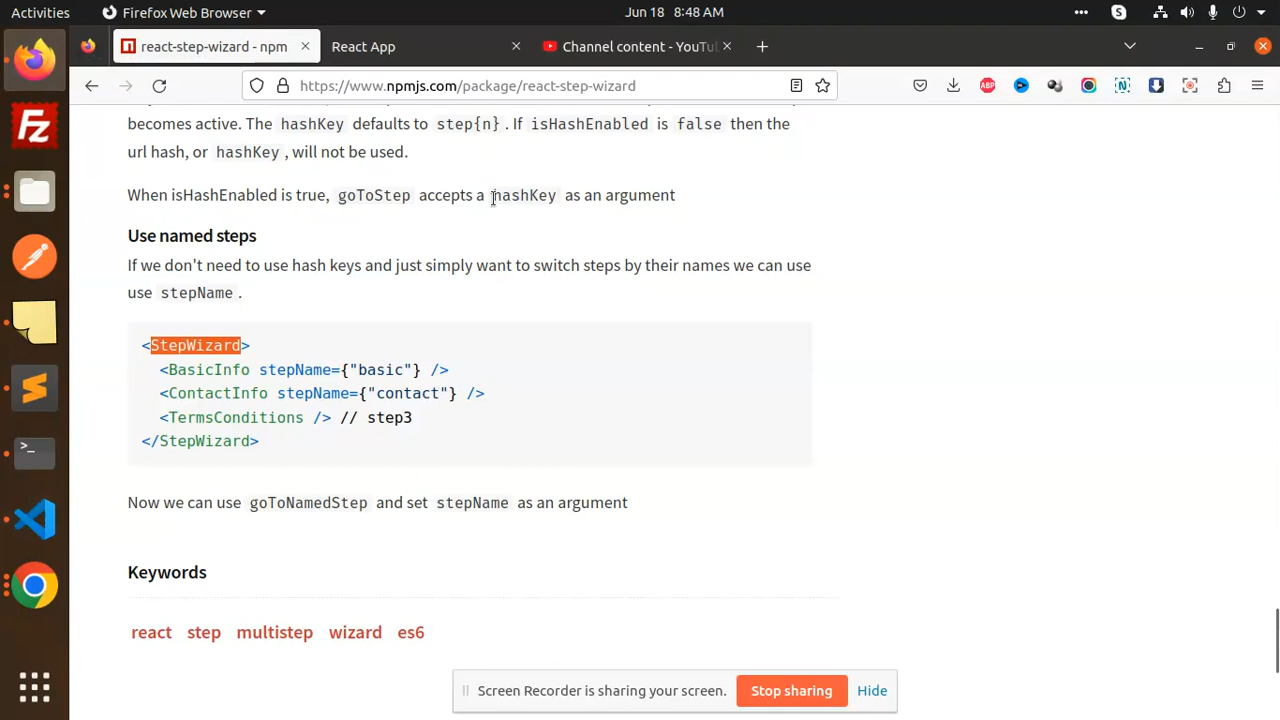 Activities
Firefox Web Browser
Jun 18 8:48 AM
react-step-wizard - npm
React App
Channel content - YouTu
https://www.npmjs.com/package/react-step-wizard
ABP
becomes active. The hashKey defaults to step{n}. If isHashEnabled is false then the
url hash, or hashKey, will not be used.
When isHashEnabled is true, goToStep accepts a hashKey as an argument
Use named steps
If we don't need to use hash keys and just simply want to switch steps by their names we can use
use stepName.
<StepWizard>
<BasicInfo stepName={"basic"} />
<ContactInfo stepName={"contact"} />
<TermsConditions /> // step3
</StepWizard>
Now we can use goToNamedStep and set stepName as an argument
Keywords
react step multistep wizard es6
Screen Recorder is sharing your screen.
Stop sharing
Hide